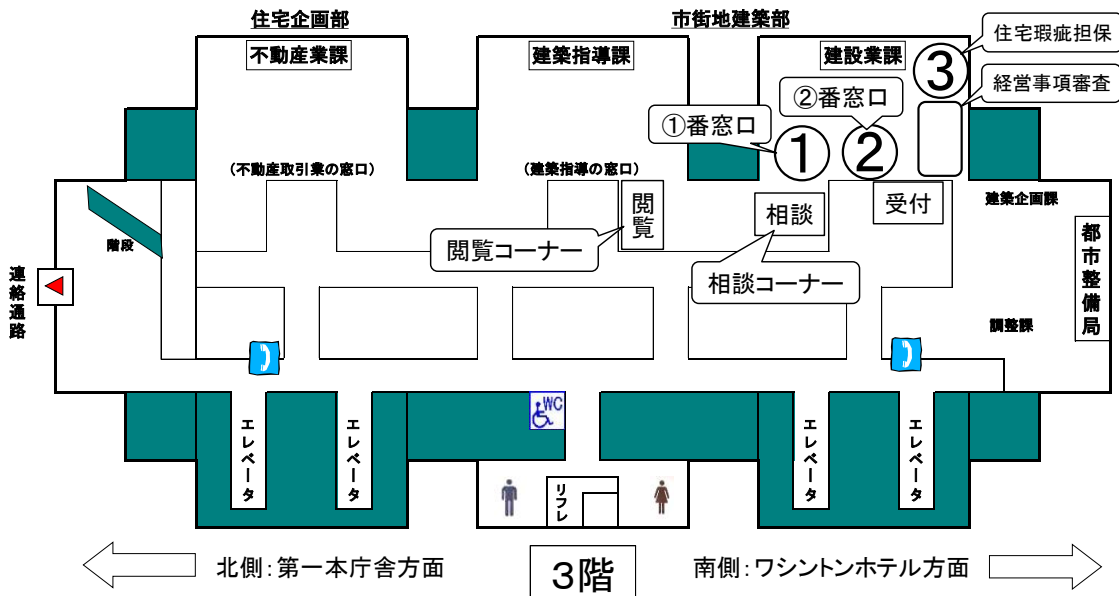 住宅企画部
市街地建築部
不動産業課
建築指導課
建設業課
③
住宅瑕疵担保
経営事項審査
②番窓口
①番窓口
①
②
(不動産取引業の窓口)
(建築指導の窓口)
閲覧
相談
受付
建築企画課
階段
閲覧コーナー
相談コーナー
都市整備局
連絡通路
調整課
WC
エレベータ
エレベータ
エレベータ
エレベータ
リフレ
北側:第一本庁舎方面
3階
南側:ワシントンホテル方面